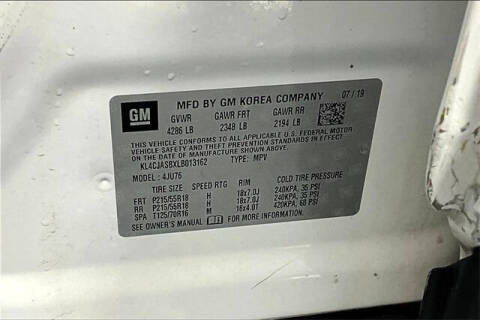 GM
MFD BY GM KOREA COMPANY 07 / 19
GVWR GAWR FRT GAWR RR
4286 LB 2348 LB 2194 LB
THIS VEHICLE CONFORMS TO ALL APPLICABLE U.S. FEDERAL MOTOR
VEHICLE SAFETY AND THEFT PREVENTION STANDARDS IN EFFECT ON THE DATE OF MANUFACTURE SHOWN ABOVE.
KL4CJASBXLB013162 TYPE: MPV
MODEL : 4JU76
TIRE SIZE SPEED RTG RIM COLD TIRE PRESSURE
FRT P215/55R18 H 18x7.0J 240KPA, 35 PSI
RR P215/55R18 H 18x7.0J 240KPA, 35 PSI
SPA T125/70R16 M 16x4.0T 420KPA, 60 PSI
SEE OWNER'S MANUAL FOR MORE INFORMATION.